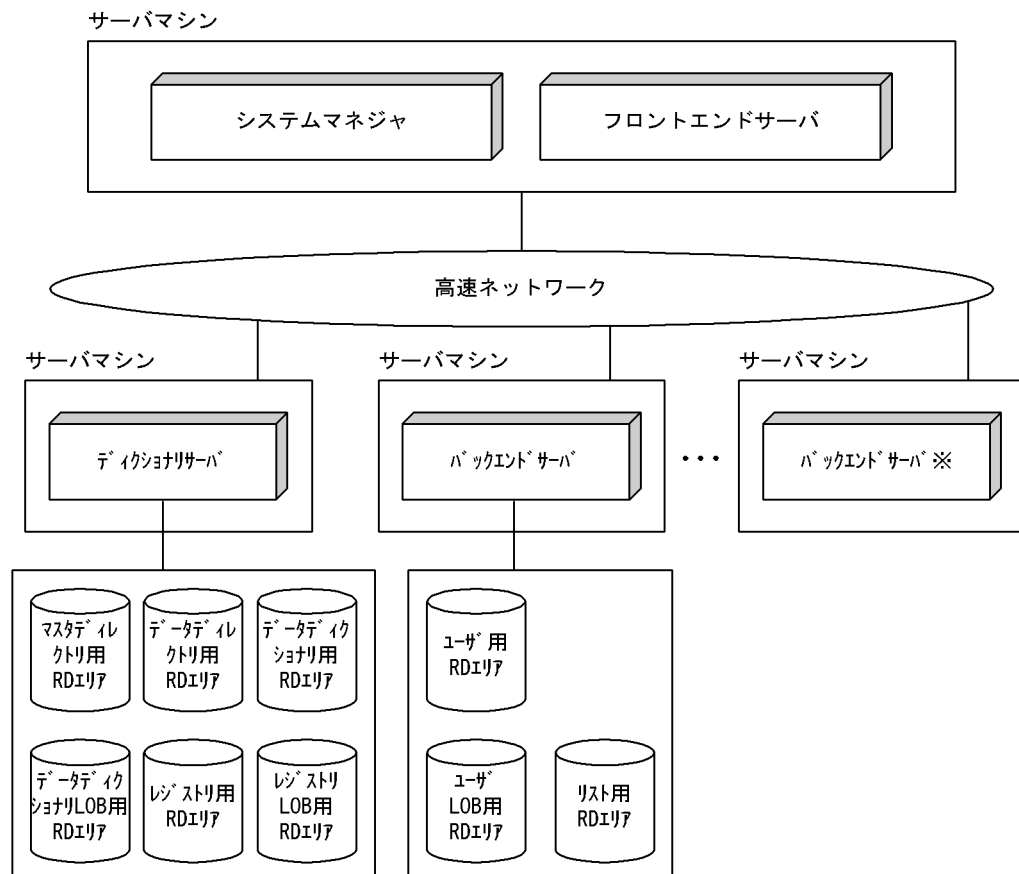 サーバマシン
システムマネジャ
フロントエンドサーバ
高速ネットワーク
サーバマシン
サーバマシン
サーバマシン
ディクショナリサーバ
バックエンドサーバ
・・・
バックエンドサーバ※
マスタディレ
クトリ用
RDエリア
データディレ
クトリ用
RDエリア
データディク
ショナリ用
RDエリア
ユーザ用
RDエリア
データディク
ショナリLOB用
RDエリア
レジストリ用
RDエリア
レジストリ
LOB用
RDエリア
ユーザ
LOB用
RDエリア
リスト用
RDエリア